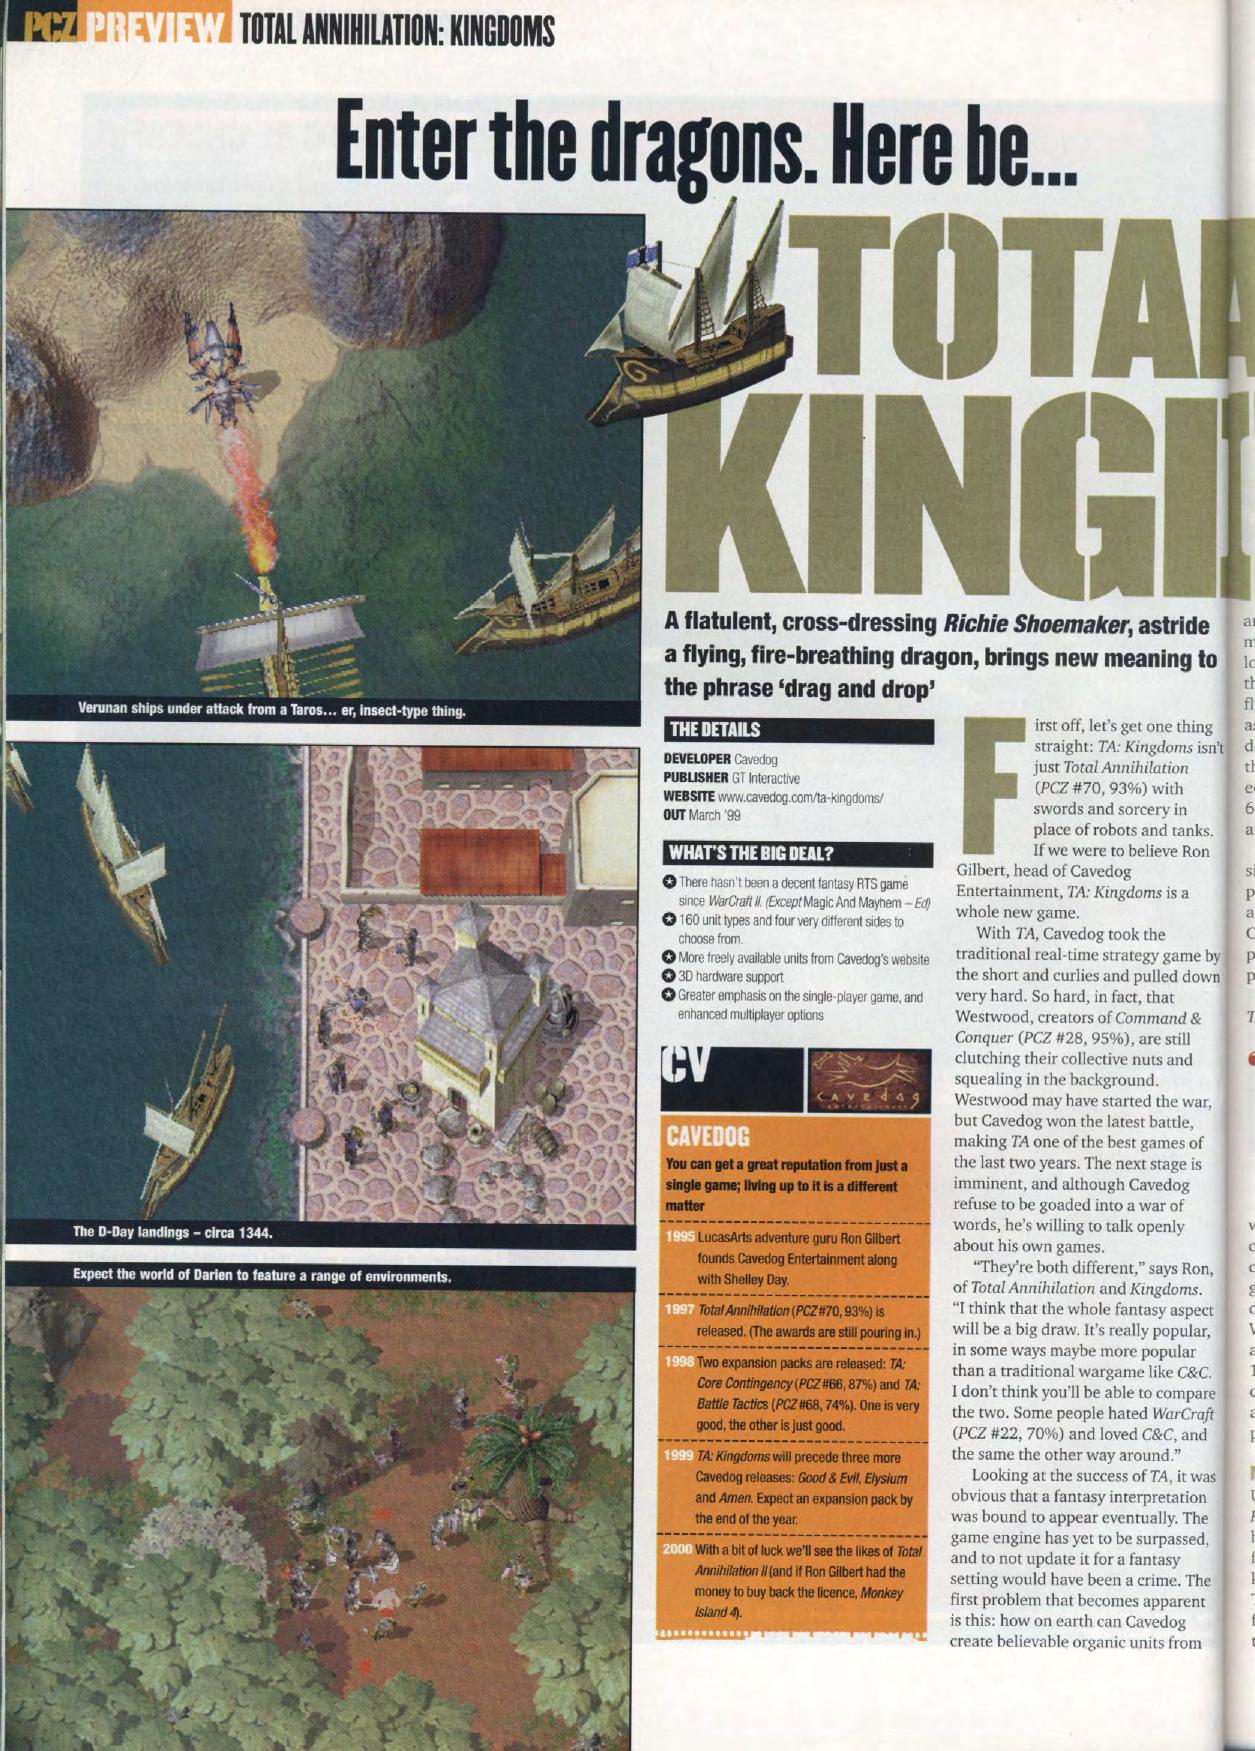 PCZ PREVIEW TOTAL ANNIHILATION: KINGDOMS
Enter the dragons. Here be...
TOTA
KING
A flatulent, cross-dressing Richie Shoemaker, astride
a flying, fire-breathing dragon, brings new meaning to
the phrase ‘drag and drop’
Verunan ships under attack from a Taros... er, insect-type thing.
The D-Day landings – circa 1344.
Expect the world of Darien to feature a range of environments.
THE DETAILS
DEVELOPER Cavedog
PUBLISHER GT Interactive
WEBSITE www.cavedog.com/ta-kingdoms/
OUT March '99
WHAT'S THE BIG DEAL?
There hasn't been a decent fantasy RTS game
since WarCraft II. (Except Magic And Mayhem – Ed)
160 unit types and four very different sides to
choose from.
More freely available units from Cavedog's website
3D hardware support
Greater emphasis on the single-player game, and
enhanced multiplayer options
CV
CAVEDOG
ENTERTAINMENT
CAVEDOG
You can get a great reputation from just a
single game; living up to it is a different
matter
1995 LucasArts adventure guru Ron Gilbert
founds Cavedog Entertainment along
with Shelley Day.
1997 Total Annihilation (PCZ #70, 93%) is
released. (The awards are still pouring in.)
1998 Two expansion packs are released: TA:
Core Contingency (PCZ #66, 87%) and TA:
Battle Tactics (PCZ #68, 74%). One is very
good, the other is just good.
1999 TA: Kingdoms will precede three more
Cavedog releases: Good & Evil, Elysium
and Amen. Expect an expansion pack by
the end of the year.
2000 With a bit of luck we'll see the likes of Total
Annihilation II (and if Ron Gilbert had the
money to buy back the licence, Monkey
Island 4).
First off, let's get one thing
straight: TA: Kingdoms isn't
just Total Annihilation
(PCZ #70, 93%) with
swords and sorcery in
place of robots and tanks.
If we were to believe Ron
Gilbert, head of Cavedog
Entertainment, TA: Kingdoms is a
whole new game.
With TA, Cavedog took the
traditional real-time strategy game by
the short and curlies and pulled down
very hard. So hard, in fact, that
Westwood, creators of Command &
Conquer (PCZ #28, 95%), are still
clutching their collective nuts and
squealing in the background.
Westwood may have started the war,
but Cavedog won the latest battle,
making TA one of the best games of
the last two years. The next stage is
imminent, and although Cavedog
refuse to be goaded into a war of
words, he's willing to talk openly
about his own games.
"They're both different," says Ron,
of Total Annihilation and Kingdoms.
"I think that the whole fantasy aspect
will be a big draw. It's really popular,
in some ways maybe more popular
than a traditional wargame like C&C.
I don't think you'll be able to compare
the two. Some people hated WarCraft
(PCZ #22, 70%) and loved C&C, and
the same the other way around."
Looking at the success of TA, it was
obvious that a fantasy interpretation
was bound to appear eventually. The
game engine has yet to be surpassed,
and to not update it for a fantasy
setting would have been a crime. The
first problem that becomes apparent
is this: how on earth can Cavedog
create believable organic units from